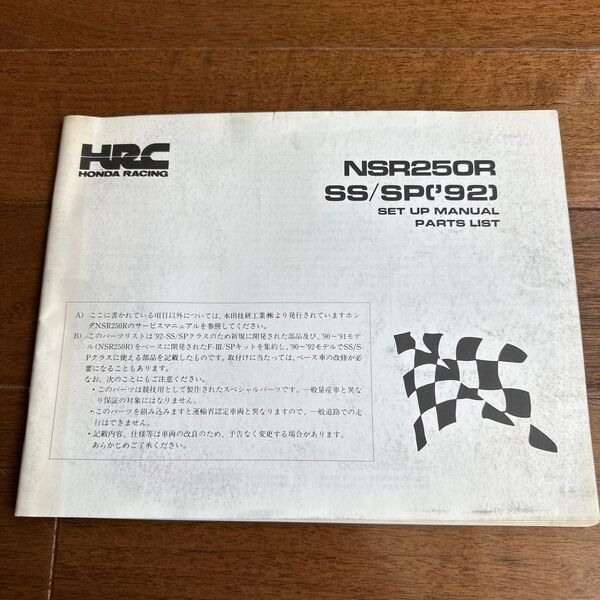 HRC
HONDA RACING
NSR250R
SS/SP('92)
SET UP MANUAL
PARTS LIST
A) ここに書かれている項目以外については、本田技研工業㈱より発行されていますホン
ダNSR250Rのサービスマニュアルを参照してください。
B) このパーツリストは'92-SS/SPクラスのため新規に開発された部品及び、'90〜'91モデ
ル(NSR250R)をベースに開発されたF-Ⅲ/SPキットを集約し、'90〜'92モデルでSS/S
Pクラスに使える部品を記載したものです。取付けに当たっては、ベース車の改修が必
要になることもあります。
なお、次のことにもご注意ください。
・このパーツは競技用として製作されたスペシャルパーツです。一般量産車と異な
り保証の対象にはなりません。
・このパーツを組み込みますと運輸省認定車両と異なりますので、一般道路での走
行はできません。
・記載内容、仕様等は車両の改良のため、予告なく変更する場合があります。
あらかじめご了承ください。